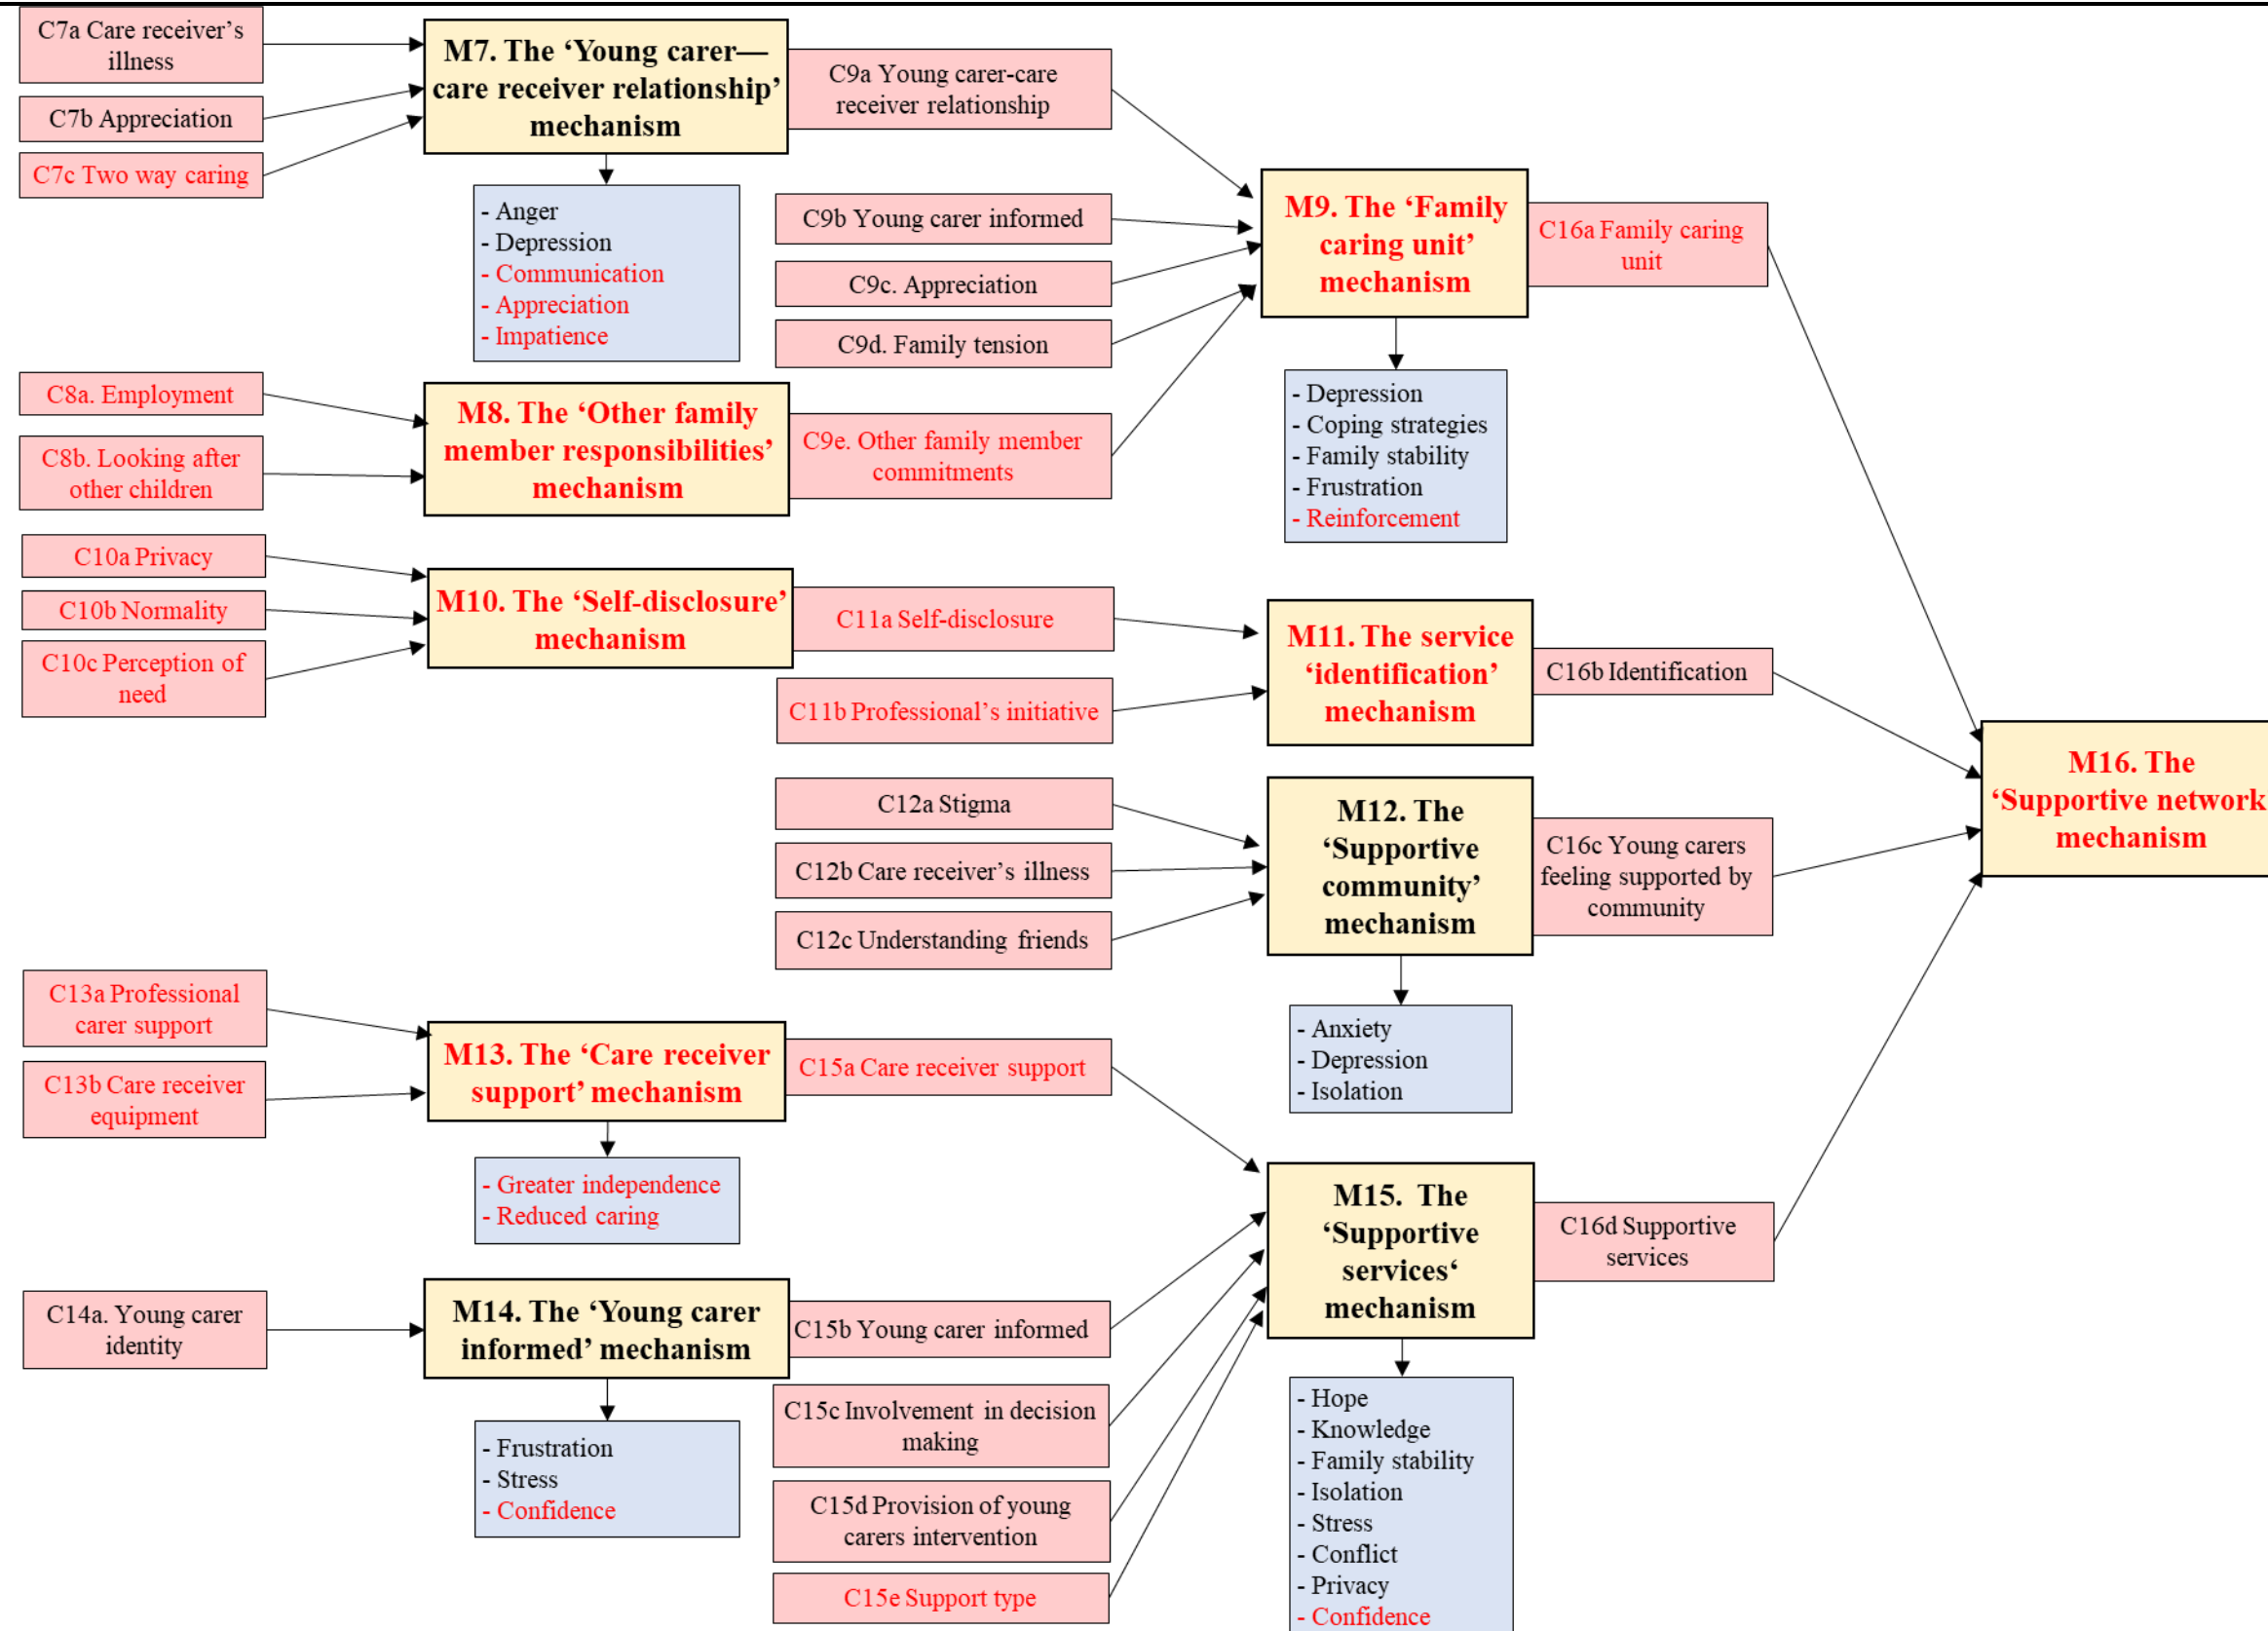 C7a Care receiver’s
illness
C7b Appreciation
C7c Two way caring
M7. The ‘Young carer—
care receiver relationship’
mechanism
- Anger
- Depression
- Communication
- Appreciation
- Impatience
C9a Young carer-care
receiver relationship
C9b Young carer informed
C9c. Appreciation
C9d. Family tension
C8a. Employment
C8b. Looking after
other children
M8. The ‘Other family
member responsibilities’
mechanism
C9e. Other family member
commitments
M9. The ‘Family
caring unit’
mechanism
- Depression
- Coping strategies
- Family stability
- Frustration
- Reinforcement
C16a Family caring
unit
C10a Privacy
C10b Normality
C10c Perception of
need
M10. The ‘Self-disclosure’
mechanism
C11a Self-disclosure
C11b Professional’s initiative
M11. The service
‘identification’
mechanism
C16b Identification
C12a Stigma
C12b Care receiver’s illness
C12c Understanding friends
M12. The
‘Supportive
community’
mechanism
- Anxiety
- Depression
- Isolation
C16c Young carers
feeling supported by
community
M16. The
‘Supportive network
mechanism
C13a Professional
carer support
C13b Care receiver
equipment
M13. The ‘Care receiver
support’ mechanism
- Greater independence
- Reduced caring
C15a Care receiver support
C14a. Young carer
identity
M14. The ‘Young carer
informed’ mechanism
- Frustration
- Stress
- Confidence
C15b Young carer informed
C15c Involvement in decision
making
C15d Provision of young
carers intervention
C15e Support type
M15. The
‘Supportive
services‘
mechanism
- Hope
- Knowledge
- Family stability
- Isolation
- Stress
- Conflict
- Privacy
- Confidence
C16d Supportive
services